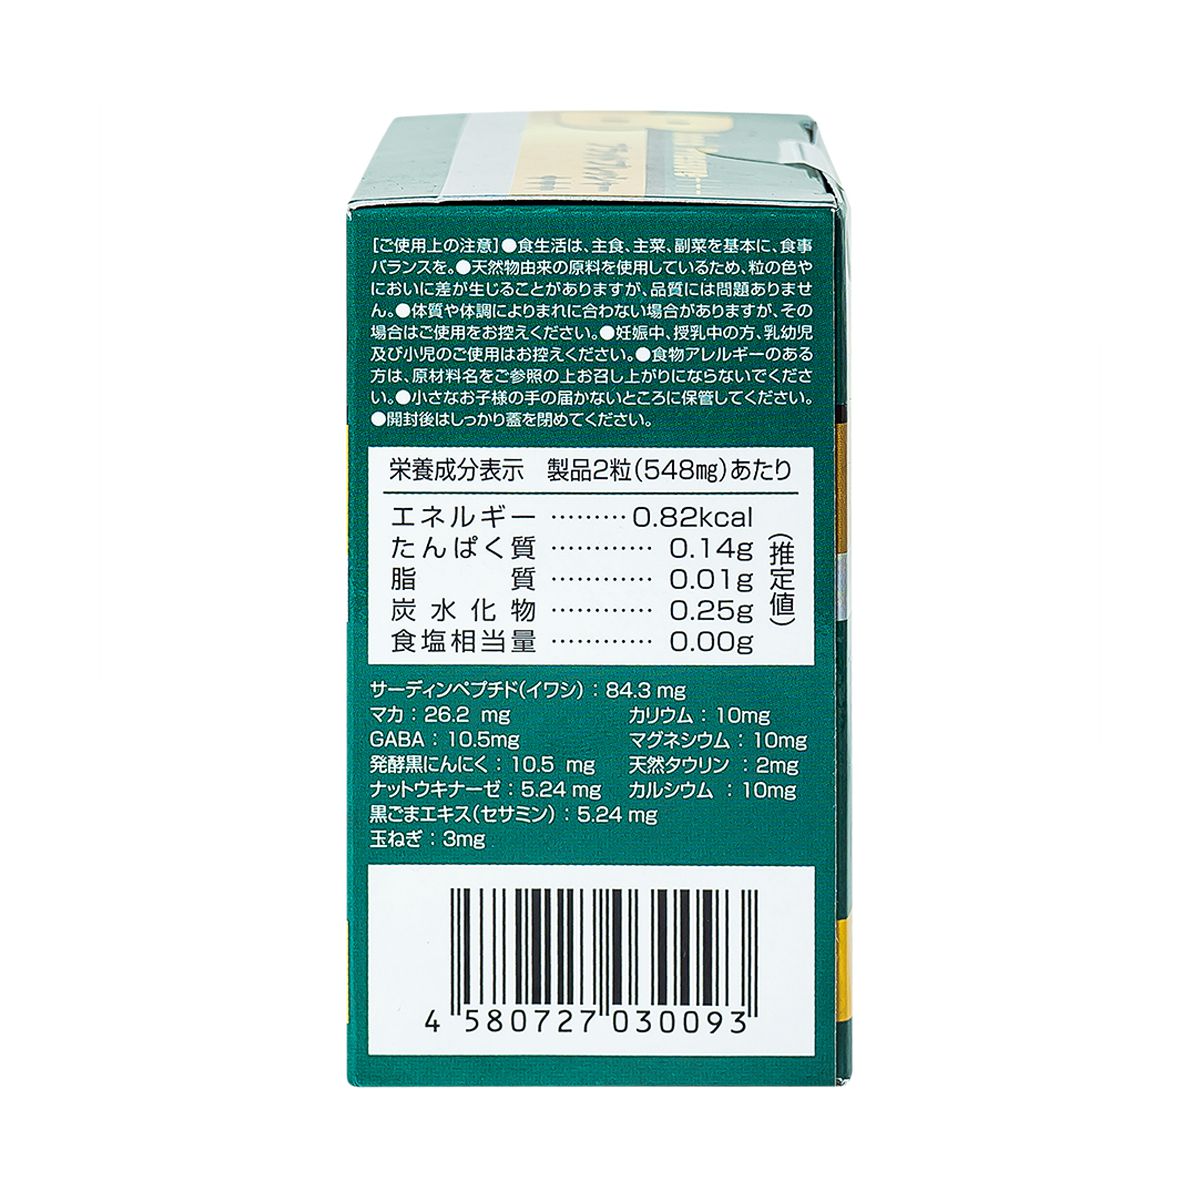 [ご使用上の注意]●食生活は、主食、主菜、副菜を基本に、食事
バランスを。●天然物由来の原料を使用しているため、粒の色や
においに差が生じることがありますが、品質には問題ありませ
ん。●体質や体調によりまれに合わない場合がありますが、その
場合はご使用をお控えください。●妊娠中、授乳中の方、乳幼児
及び小児のご使用はお控えください。●食物アレルギーのある
方は、原材料名をご参照の上お召し上がりにならないでくださ
い。●小さなお子様の手の届かないところに保管してください。
●開封後はしっかり蓋を閉めてください。
栄養成分表示 製品2粒(548㎎)あたり
エネルギー ……… 0.82kcal
たんぱく質 ………… 0.14g
脂質 ………… 0.01g
炭水化物 ………… 0.25g
食塩相当量 ………… 0.00g
(推定値)
サーディンペプチド(イワシ) : 84.3 mg
マカ : 26.2 mg カリウム : 10mg
GABA : 10.5mg マグネシウム : 10mg
発酵黒にんにく : 10.5 mg 天然タウリン : 2mg
ナットウキナーゼ : 5.24 mg カルシウム : 10mg
黒ごまエキス(セサミン) : 5.24 mg
玉ねぎ : 3mg
4 580727 030093